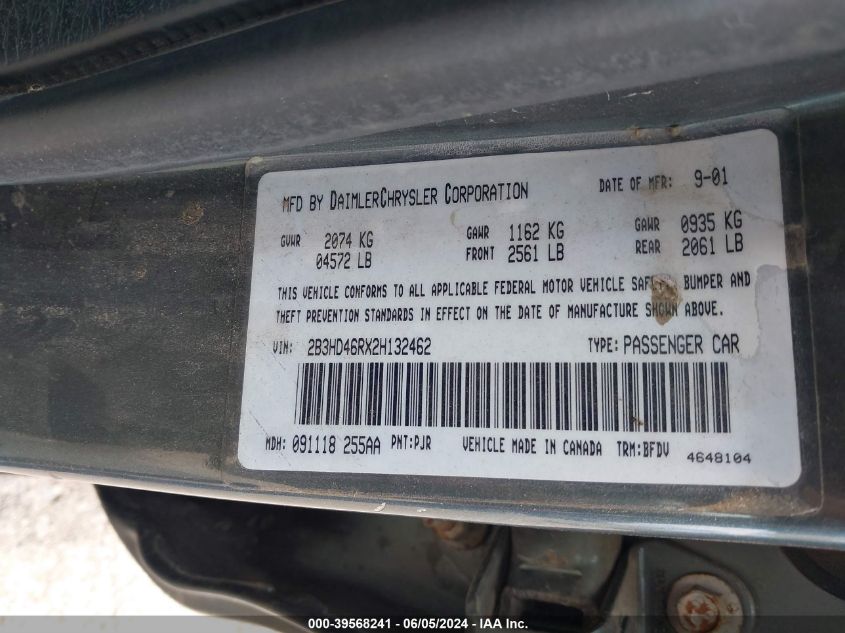 MFD BY DAIMLERCHRYSLER CORPORATION DATE OF MFR: 9-01
GVWR 2074 KG GAWR 1162 KG GAWR 0935 KG
04572 LB FRONT 2561 LB REAR 2061 LB
THIS VEHICLE CONFORMS TO ALL APPLICABLE FEDERAL MOTOR VEHICLE SAFETY, BUMPER AND
THEFT PREVENTION STANDARDS IN EFFECT ON THE DATE OF MANUFACTURE SHOWN ABOVE.
VIN: 2B3HD46RX2H132462 TYPE: PASSENGER CAR
MDH: 091118 255AA PNT:PJR VEHICLE MADE IN CANADA TRM:BFDV 4648104
000-39568241 - 06/05/2024 - IAA Inc.